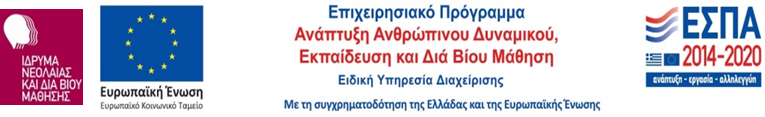 ΙΔΡΥΜΑ
ΝΕΟΛΑΙΑΣ
ΚΑΙ ΔΙΑ ΒΙΟΥ
ΜΑΘΗΣΗΣ
Ευρωπαϊκή Ένωση
Ευρωπαϊκό Κοινωνικό Ταμείο
Επιχειρησιακό Πρόγραμμα
Ανάπτυξη Ανθρώπινου Δυναμικού,
Εκπαίδευση και Διά Βίου Μάθηση
Ειδική Υπηρεσία Διαχείρισης
Με τη συγχρηματοδότηση της Ελλάδας και της Ευρωπαϊκής Ένωσης
ΕΣΠΑ
2014-2020
ανάπτυξη - εργασία - αλληλεγγύη